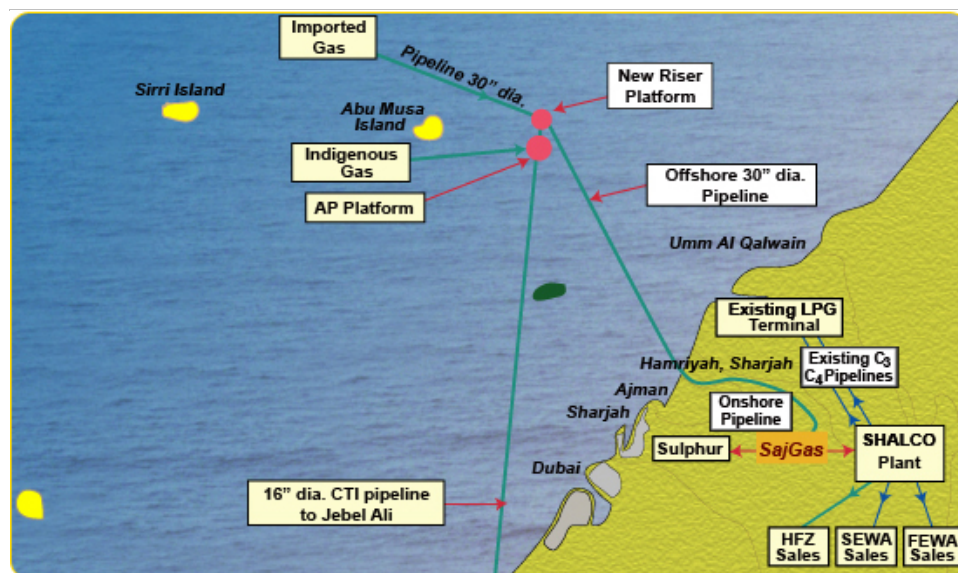 Imported
Gas
Pipeline 30” dia.
New Riser
Platform
Sirri Island
Abu Musa
Island
Indigenous
Gas
AP Platform
Offshore 30” dia.
Pipeline
Umm Al Qalwain
Existing LPG
Terminal
Hamriyah, Sharjah
Existing C3
C4Pipelines
Ajman
Onshore
Pipeline
Sharjah
Sulphur
SajGas
SHALCO
Plant
Dubai
16” dia. CTI pipeline
to Jebel Ali
HFZ
Sales
SEWA
Sales
FEWA
Sales